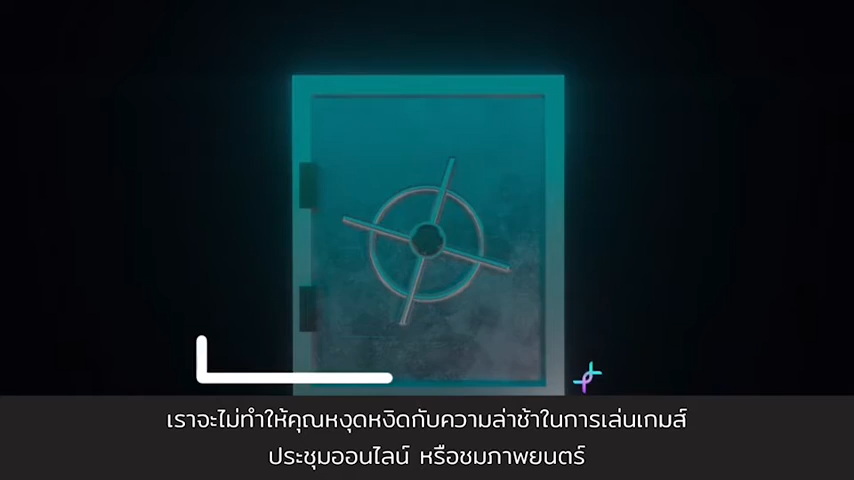 เราจะไม่ทำให้คุณหงุดหงิดกับความล่าช้าในการเล่นเกมส์
ประชุมออนไลน์ หรือชมภาพยนตร์